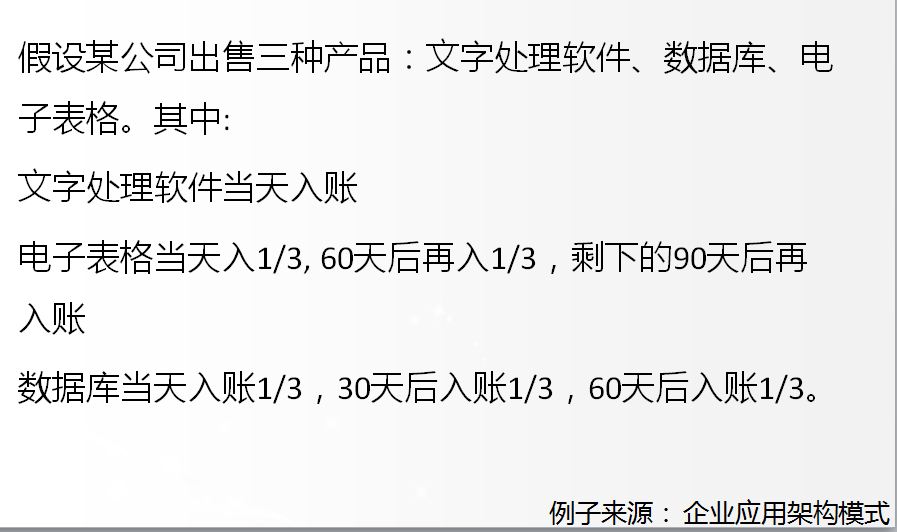 假设某公司出售三种产品：文字处理软件、数据库、电
子表格。其中:
文字处理软件当天入账
电子表格当天入1/3, 60天后再入1/3，剩下的90天后再
入账
数据库当天入账1/3，30天后入账1/3，60天后入账1/3。
例子来源：企业应用架构模式